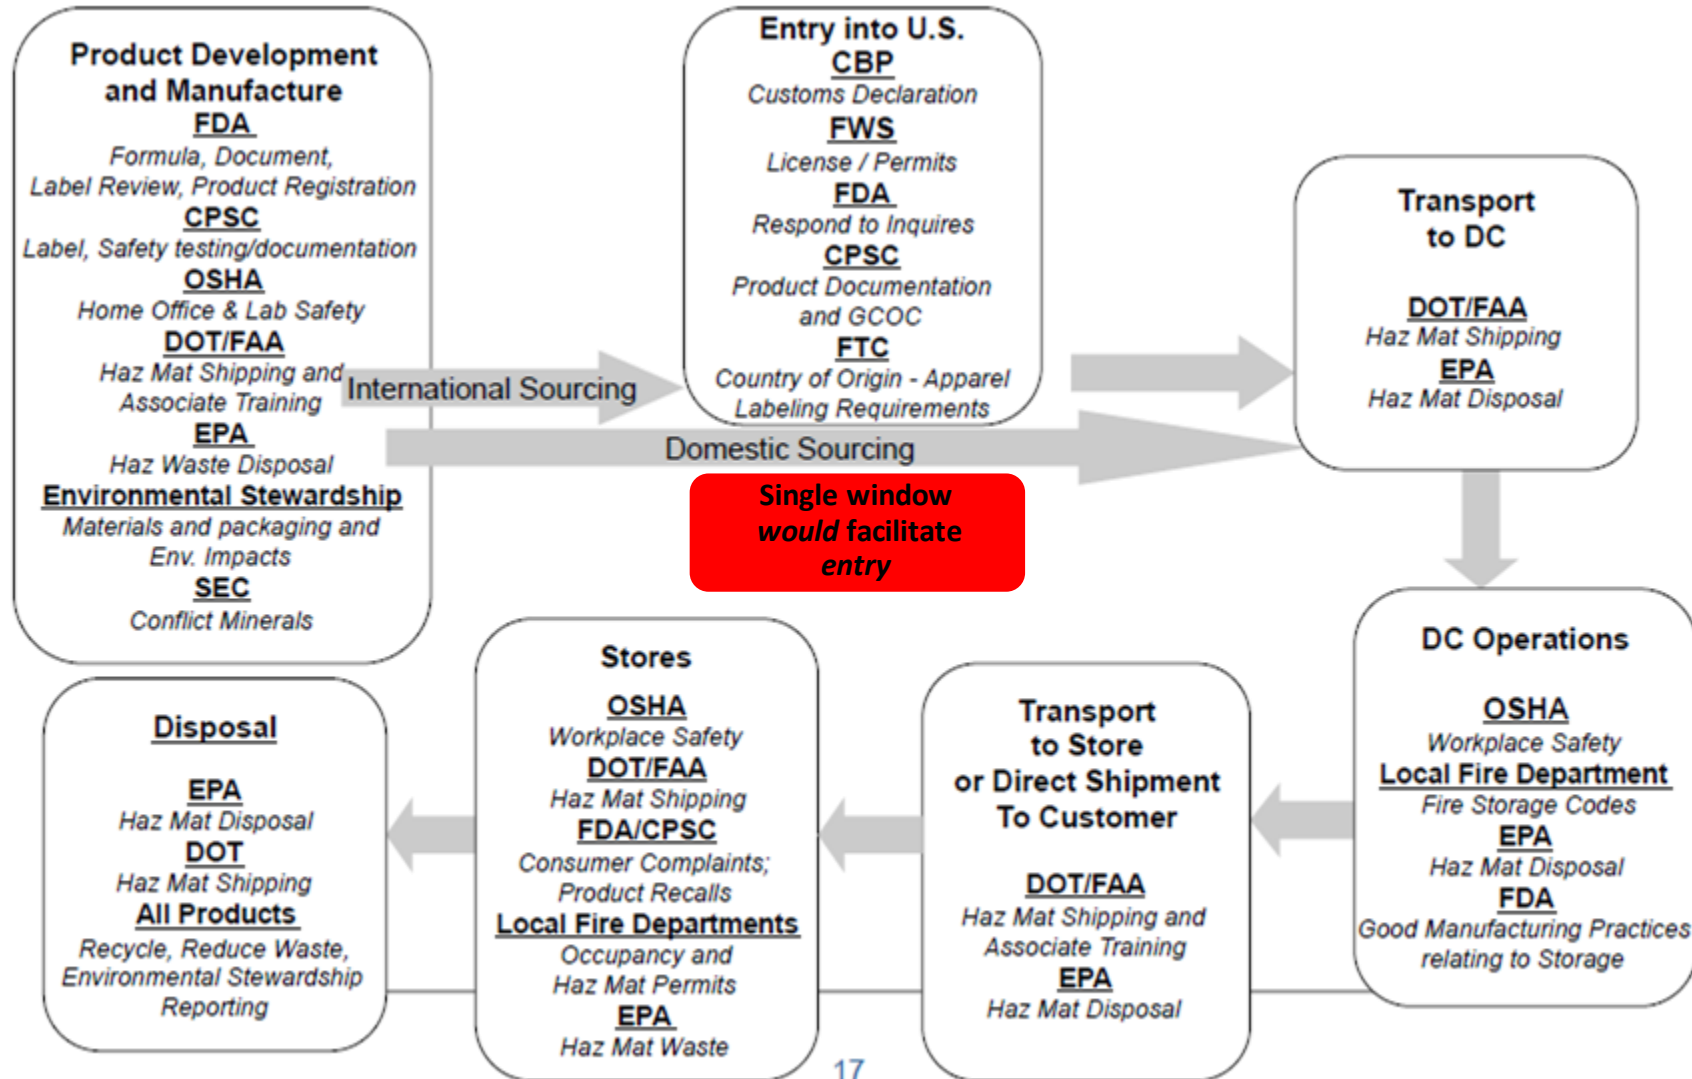 Product Development
and Manufacture
FDA
Formula, Document,
Label Review, Product Registration
CPSC
Label, Safety testing/documentation
OSHA
Home Office & Lab Safety
DOT/FAA
Haz Mat Shipping and
Associate Training
EPA
Haz Waste Disposal
Environmental Stewardship
Materials and packaging and
Env. Impacts
SEC
Conflict Minerals
International Sourcing
Domestic Sourcing
Entry into U.S.
CBP
Customs Declaration
FWS
License / Permits
FDA
Respond to Inquires
CPSC
Product Documentation
and GCOC
FTC
Country of Origin - Apparel
Labeling Requirements
Single window
would facilitate
entry
Transport
to DC
DOT/FAA
Haz Mat Shipping
EPA
Haz Mat Disposal
DC Operations
OSHA
Workplace Safety
Local Fire Department
Fire Storage Codes
EPA
Haz Mat Disposal
FDA
Good Manufacturing Practices
relating to Storage
Transport
to Store
or Direct Shipment
To Customer
DOT/FAA
Haz Mat Shipping and
Associate Training
EPA
Haz Mat Disposal
Stores
OSHA
Workplace Safety
DOT/FAA
Haz Mat Shipping
FDA/CPSC
Consumer Complaints;
Product Recalls
Local Fire Departments
Occupancy and
Haz Mat Permits
EPA
Haz Mat Waste
Disposal
EPA
Haz Mat Disposal
DOT
Haz Mat Shipping
All Products
Recycle, Reduce Waste,
Environmental Stewardship
Reporting
17